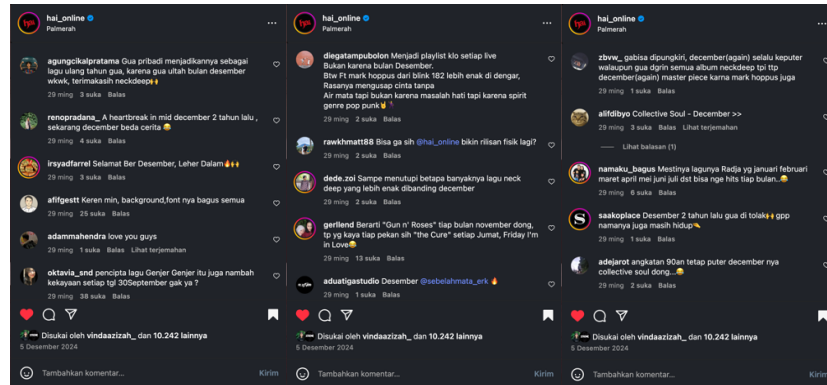 hai_online
Palmerah
agungcikalpratama Gua pribadi menjadikannya sebagai
lagu ulang tahun gua, karena gua ultah bulan desember
wkwk, terimakasih neckdeep🙌
29 ming 3 suka Balas
renopradana_ A heartbreak in mid december 2 tahun lalu ,
sekarang december beda cerita 😂
29 ming 4 suka Balas
irsyadfarrel Selamat Ber Desember, Leher Dalam🔥🙌
29 ming 3 suka Balas
afifgestt Keren min, background,font nya bagus semua
29 ming 25 suka Balas
adammahendra love you guys
29 ming 1 suka Balas Lihat terjemahan
oktavia_snd pencipta lagu Genjer Genjer itu juga nambah
kekayaan setiap tgl 30September gak ya ?
29 ming 38 suka Balas
Disukai oleh vindaazizah_ dan 10.242 lainnya
5 Desember 2024
Tambahkan komentar...
Kirim
hai_online
Palmerah
diegatampubolon Menjadi playlist klo setiap live
Bukan karena bulan Desember.
Btw Ft mark hoppus dari blink 182 lebih enak di dengar,
Rasanya mengusap cinta tanpa
Air mata tapi bukan karena masalah hati tapi karena spirit
genre pop punk
29 ming 2 suka Balas
rawkhmatt88 Bisa ga sih @hai_online bikin rilisan fisik lagi?
29 ming 2 suka Balas
dede.zoi Sampe menutupi betapa banyaknya lagu neck
deep yang lebih enak dibanding december
29 ming 2 suka Balas
gerllend Berarti "Gun n' Roses" tiap bulan november dong,
tp yg kaya tiap pekan sih "the Cure" setiap Jumat, Friday I'm
in Love😂
29 ming 13 suka Balas
aduatigastudio Desember @sebelahmata_erk 🔥
29 ming 1 suka Balas
Disukai oleh vindaazizah_ dan 10.242 lainnya
5 Desember 2024
Tambahkan komentar...
Kirim
hai_online
Palmerah
zbvw_ gabisa dipungkiri, december(again) selalu keputer
walaupun gua dgrin semua album neckdeep tpi ttp
december(again) master piece karna mark hoppus juga
29 ming 1 suka Balas
alifdibyo Collective Soul - December >>
29 ming 3 suka Balas Lihat terjemahan
Lihat balasan (1)
namaku_bagus Mestinya lagunya Radja yg januari februari
maret april mei juni juli dst bisa nge hits tiap bulan..😂
29 ming 6 suka Balas
saakoplace Desember 2 tahun lalu gua di tolak🙌 gpp
namanya juga masih hidup
29 ming 1 suka Balas
adejarot angkatan 90an tetap puter december nya
collective soul dong...😂
29 ming 2 suka Balas
Disukai oleh vindaazizah_ dan 10.242 lainnya
5 Desember 2024
Tambahkan komentar...
Kirim